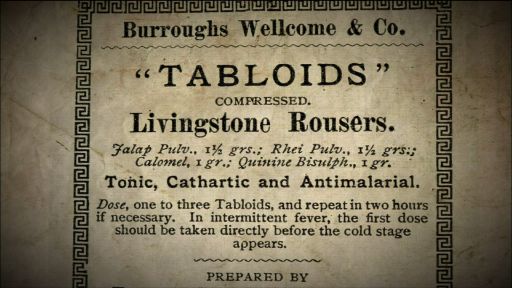 Burroughs Wellcome & Co.
"TABLOIDS"
COMPRESSED.
Livingstone Rousers.
Jalap Pulv., 1½ grs.; Rhei Pulv., 1½ grs.;
Calomel, 1 gr.; Quinine Bisulph., 1 gr.
Tonic, Cathartic and Antimalarial.
Dose, one to three Tabloids, and repeat in two hours
if necessary. In intermittent fever, the first dose
should be taken directly before the cold stage
appears.
PREPARED BY